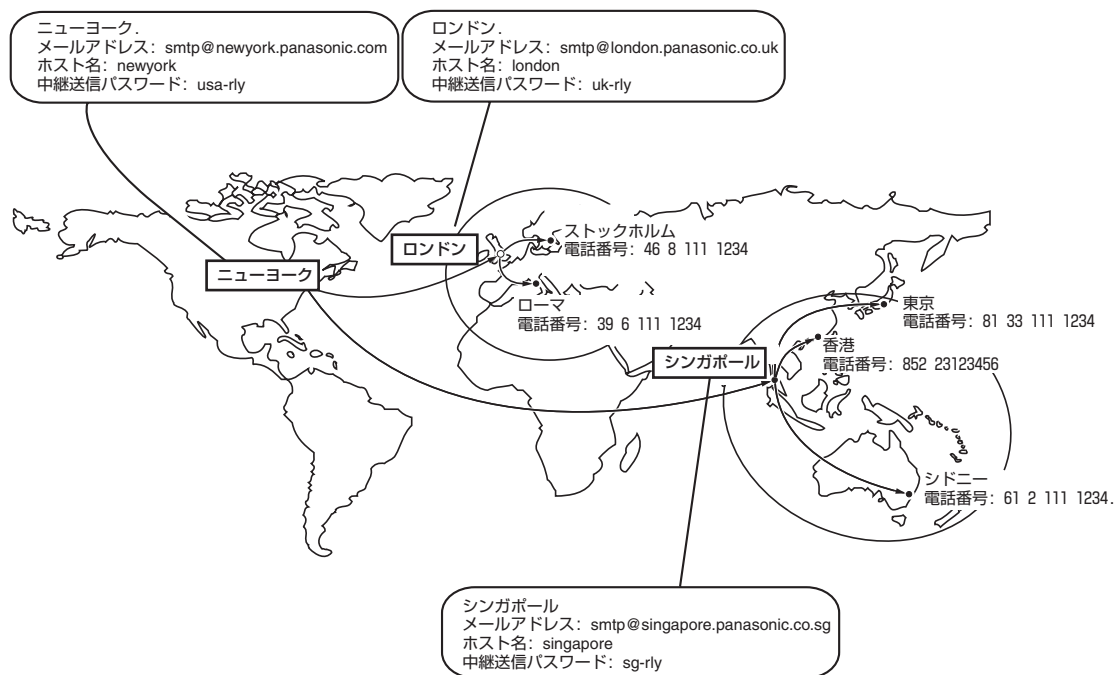 ニューヨーク.
メールアドレス: smtp@newyork.panasonic.com
ホスト名: newyork
中継送信パスワード: usa-rly
ロンドン.
メールアドレス: smtp@london.panasonic.co.uk
ホスト名: london
中継送信パスワード: uk-rly
ストックホルム
電話番号: 46 8 111 1234
ロンドン
ニューヨーク
ローマ
電話番号: 39 6 111 1234
東京
電話番号: 81 33 111 1234
香港
電話番号: 852 23123456
シンガポール
シドニー
電話番号: 61 2 111 1234.
シンガポール
メールアドレス: smtp@singapore.panasonic.co.sg
ホスト名: singapore
中継送信パスワード: sg-rly